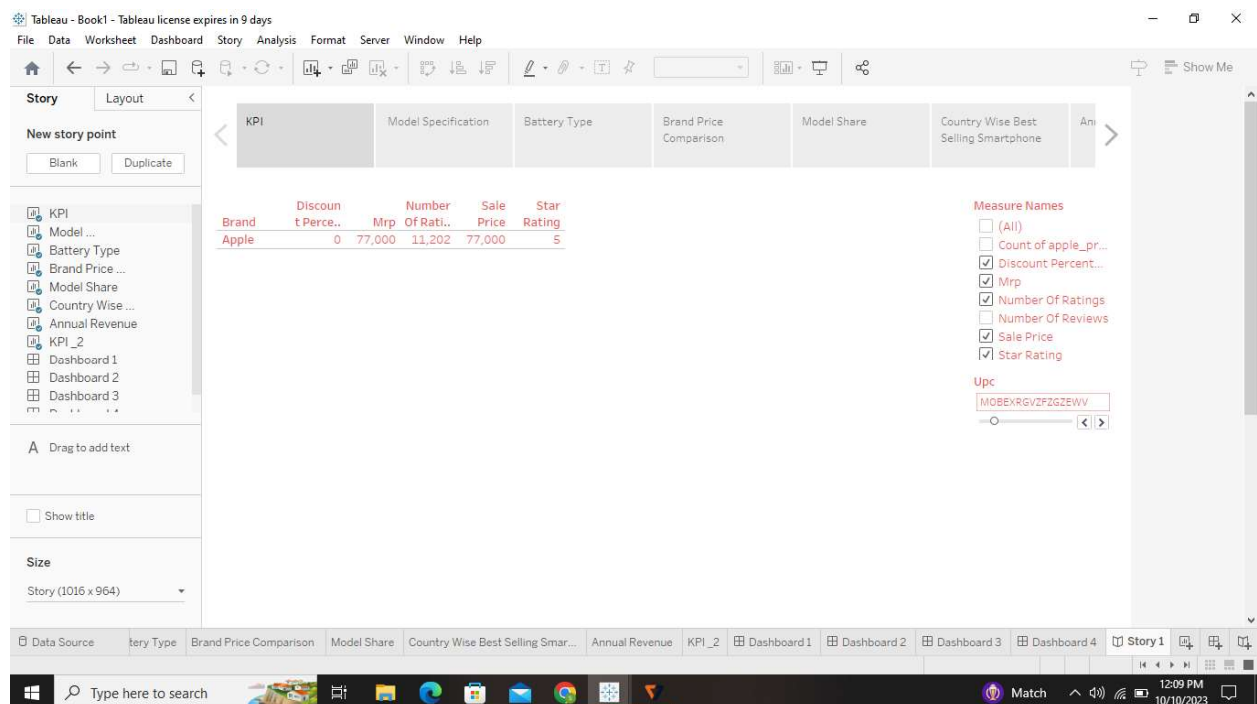 Tableau - Book1 - Tableau license expires in 9 days
File Data Worksheet Dashboard Story Analysis Format Server Window Help
Show Me
Story Layout
New story point
Blank Duplicate
KPI
Model ...
Battery Type
Brand Price ...
Model Share
Country Wise ...
Annual Revenue
KPI_2
Dashboard 1
Dashboard 2
Dashboard 3
A Drag to add text
Show title
Size
Story (1016 x 964)
KPI Model Specification Battery Type Brand Price Model Share Country Wise Best
Comparison Selling Smartphone
Discoun Number Sale Star
Brand t Perce.. Mrp Of Rati.. Price Rating
Apple 0 77,000 11,202 77,000 5
Measure Names
(All)
Count of apple_pr...
Discount Percent...
Mrp
Number Of Ratings
Number Of Reviews
Sale Price
Star Rating
Upc
MOBEXRGVZFZGZEWV
Data Source tery Type Brand Price Comparison Model Share Country Wise Best Selling Smar... Annual Revenue KPI_2 Dashboard 1 Dashboard 2 Dashboard 3 Dashboard 4 Story 1
Type here to search Match 12:09 PM
10/10/2023